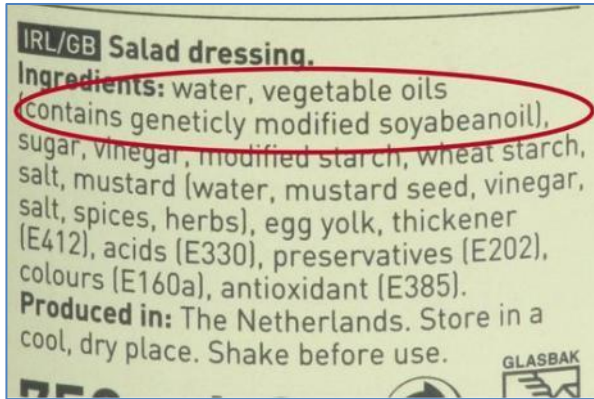 IRL/GB Salad dressing.
Ingredients: water, vegetable oils
(contains geneticly modified soyabeanoil),
sugar, vinegar, modified starch, wheat starch,
salt, mustard (water, mustard seed, vinegar,
salt, spices, herbs), egg yolk, thickener
(E412), acids (E330), preservatives (E202),
colours (E160a), antioxidant (E385).
Produced in: The Netherlands. Store in a
cool, dry place. Shake before use.
GLASBAK